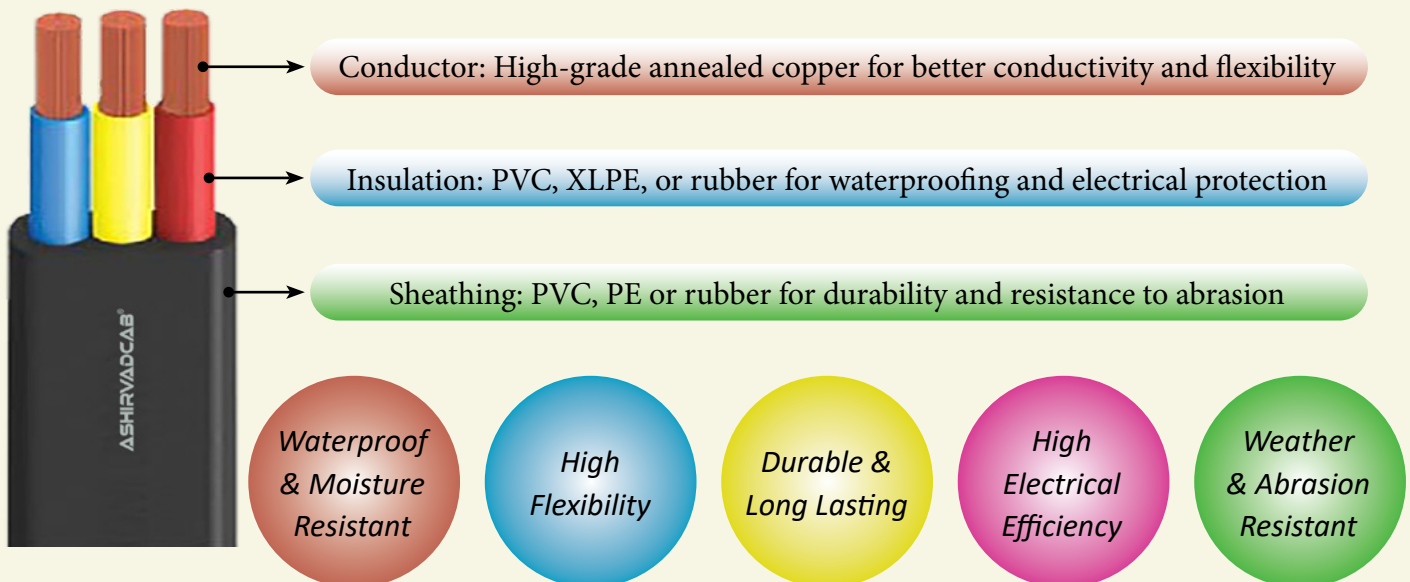 Conductor: High-grade annealed copper for better conductivity and flexibility
Insulation: PVC, XLPE, or rubber for waterproofing and electrical protection
Sheathing: PVC, PE or rubber for durability and resistance to abrasion
ASHIRVADCAB®
Waterproof
& Moisture
Resistant
High
Flexibility
Durable &
Long Lasting
High
Electrical
Efficiency
Weather
& Abrasion
Resistant